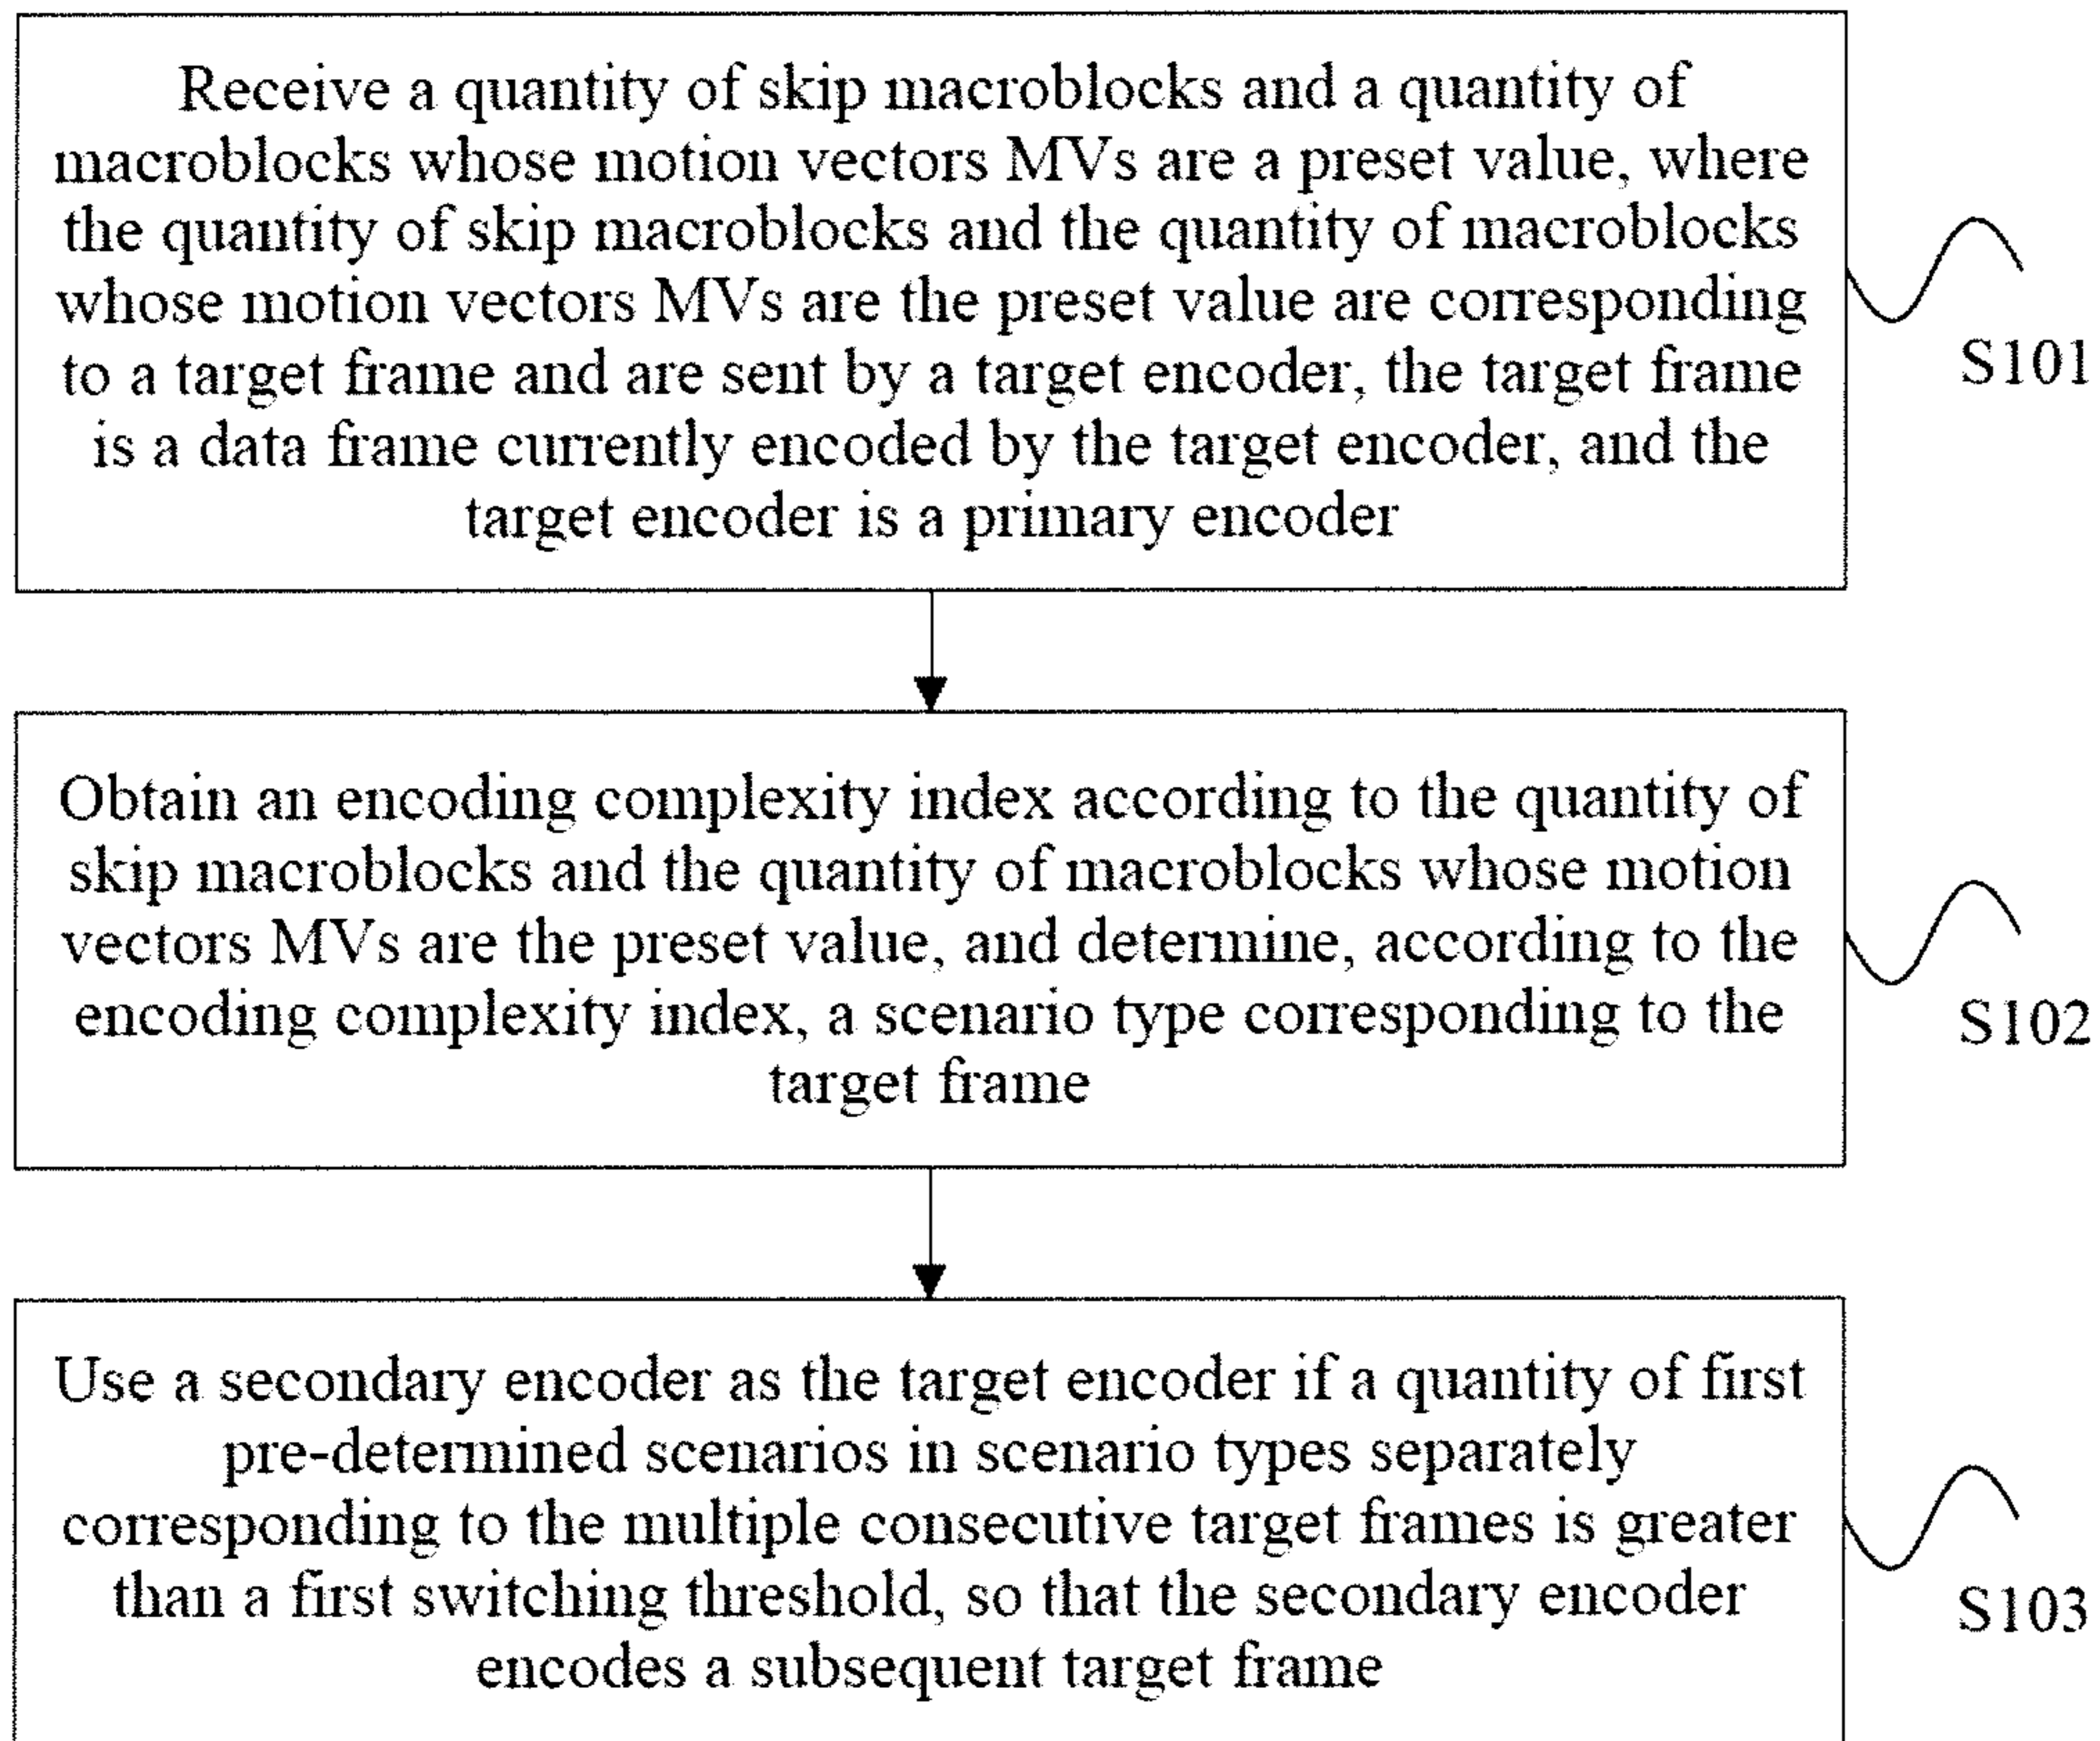 Receive a quantity of skip macroblocks and a quantity of
macroblocks whose motion vectors MVs are a preset value, where
the quantity of skip macroblocks and the quantity of macroblocks
whose motion vectors MVs are the preset value are corresponding
to a target frame and are sent by a target encoder, the target frame
is a data frame currently encoded by the target encoder, and the
target encoder is a primary encoder
S101
Obtain an encoding complexity index according to the quantity of
skip macroblocks and the quantity of macroblocks whose motion
vectors MVs are the preset value, and determine, according to the
encoding complexity index, a scenario type corresponding to the
target frame
S102
Use a secondary encoder as the target encoder if a quantity of first
pre-determined scenarios in scenario types separately
corresponding to the multiple consecutive target frames is greater
than a first switching threshold, so that the secondary encoder
encodes a subsequent target frame
S103